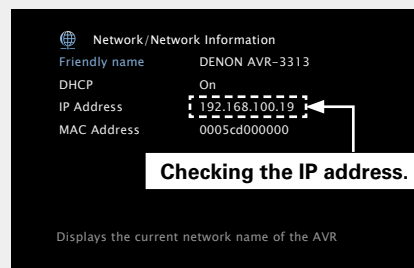 Network/Network Information
Friendly name DENON AVR-3313
DHCP On
IP Address 192.168.100.19
MAC Address 0005cd000000
Checking the IP address.
Displays the current network name of the AVR